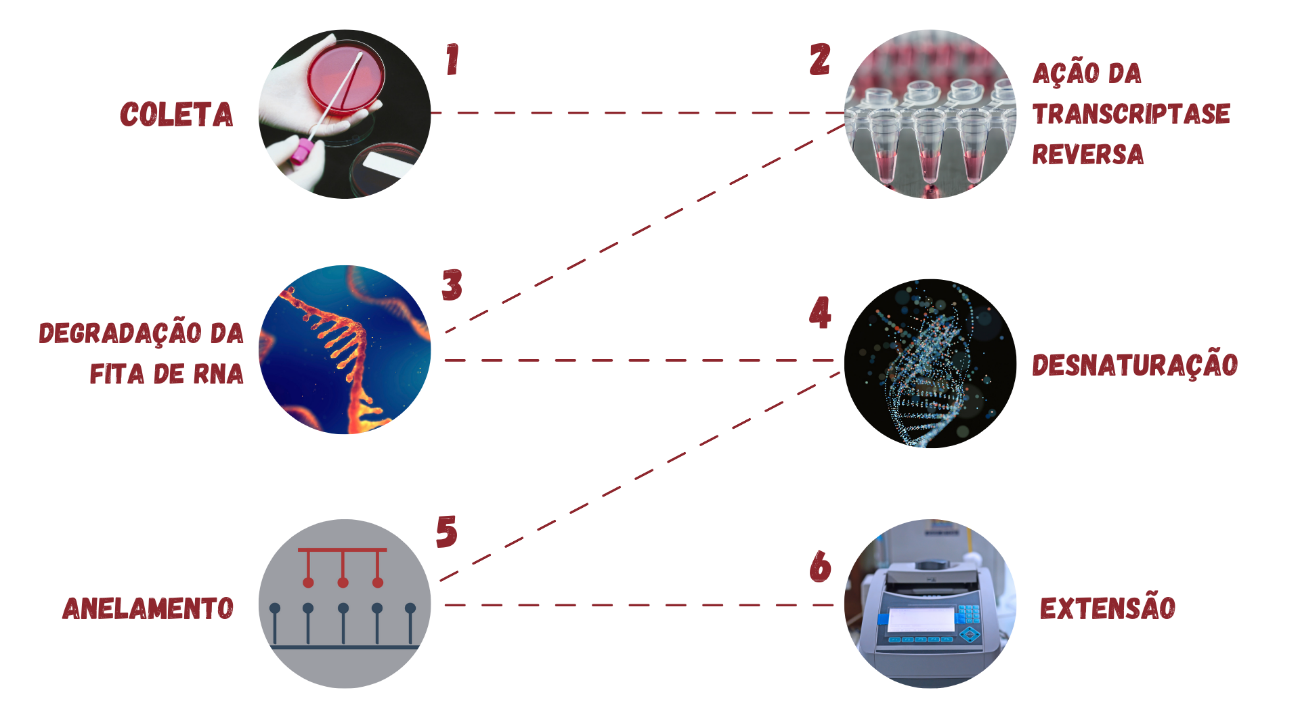 1
COLETA
2
AÇÃO DA
TRANSCRIPTASE
REVERSA
3
DEGRADAÇÃO DA
FITA DE RNA
4
DESNATURAÇÃO
5
ANELAMENTO
6
EXTENSÃO